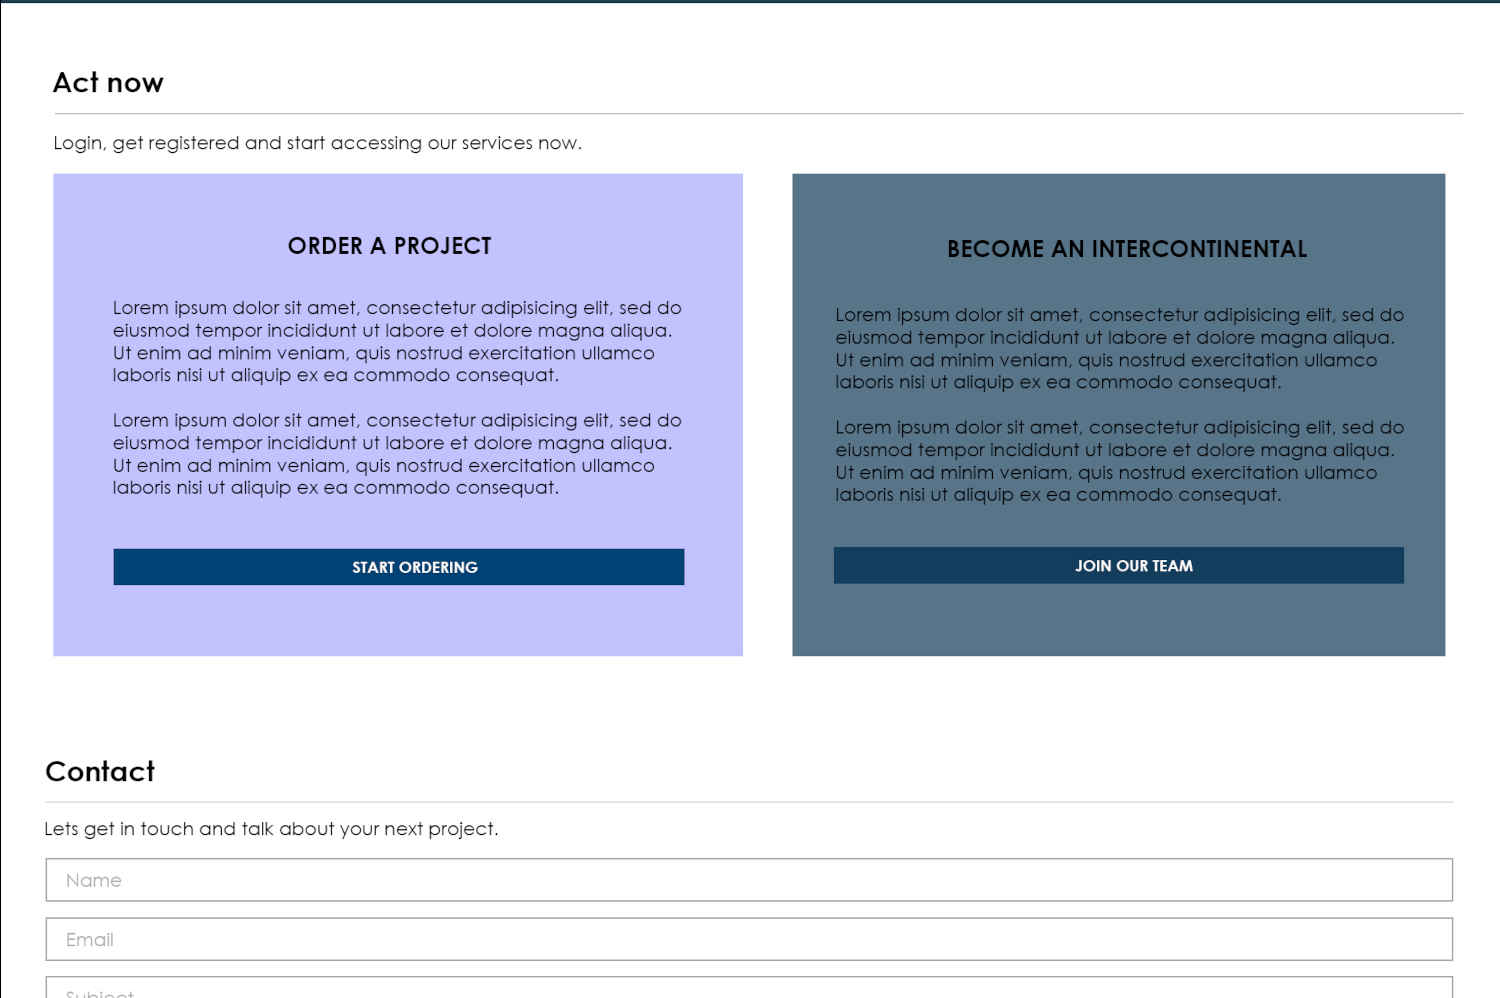 Act now
Login, get registered and start accessing our services now.
ORDER A PROJECT
Lorem ipsum dolor sit amet, consectetur adipisicing elit, sed do
eiusmod tempor incididunt ut labore et dolore magna aliqua.
Ut enim ad minim veniam, quis nostrud exercitation ullamco
laboris nisi ut aliquip ex ea commodo consequat.
Lorem ipsum dolor sit amet, consectetur adipisicing elit, sed do
eiusmod tempor incididunt ut labore et dolore magna aliqua.
Ut enim ad minim veniam, quis nostrud exercitation ullamco
laboris nisi ut aliquip ex ea commodo consequat.
START ORDERING
BECOME AN INTERCONTINENTAL
Lorem ipsum dolor sit amet, consectetur adipisicing elit, sed do
eiusmod tempor incididunt ut labore et dolore magna aliqua.
Ut enim ad minim veniam, quis nostrud exercitation ullamco
laboris nisi ut aliquip ex ea commodo consequat.
Lorem ipsum dolor sit amet, consectetur adipisicing elit, sed do
eiusmod tempor incididunt ut labore et dolore magna aliqua.
Ut enim ad minim veniam, quis nostrud exercitation ullamco
laboris nisi ut aliquip ex ea commodo consequat.
JOIN OUR TEAM
Contact
Lets get in touch and talk about your next project.
Name
Email
Subject